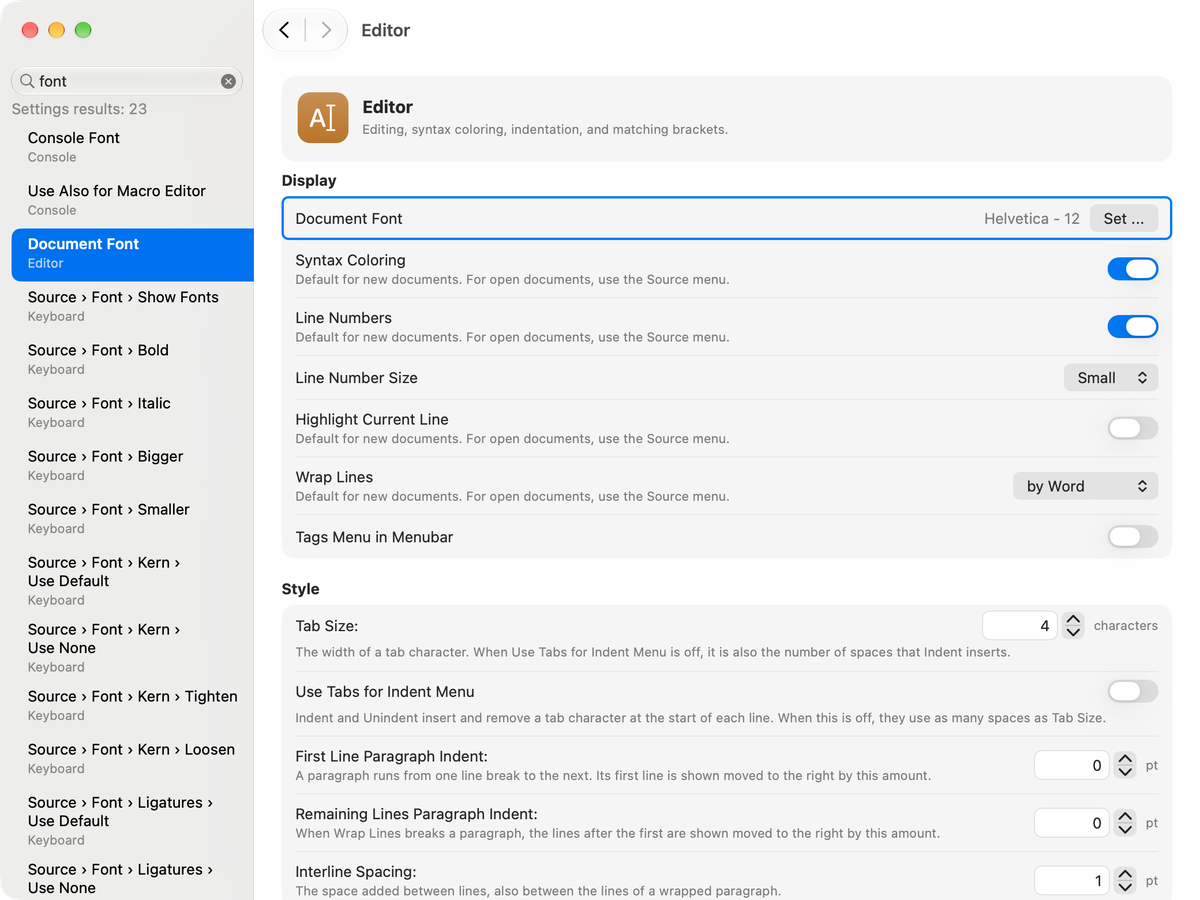 Editor
font
Settings results: 23
Console Font
Console
Use Also for Macro Editor
Console
Document Font
Editor
Source › Font › Show Fonts
Keyboard
Source › Font › Bold
Keyboard
Source › Font › Italic
Keyboard
Source › Font › Bigger
Keyboard
Source › Font › Smaller
Keyboard
Source › Font › Kern ›
Use Default
Keyboard
Source › Font › Kern ›
Use None
Keyboard
Source › Font › Kern › Tighten
Keyboard
Source › Font › Kern › Loosen
Keyboard
Source › Font › Ligatures ›
Use Default
Keyboard
Source › Font › Ligatures ›
Use None
A
Editor
Editing, syntax coloring, indentation, and matching brackets.
Display
Document Font Helvetica - 12 Set ...
Syntax Coloring
Default for new documents. For open documents, use the Source menu.
Line Numbers
Default for new documents. For open documents, use the Source menu.
Line Number Size Small
Highlight Current Line
Default for new documents. For open documents, use the Source menu.
Wrap Lines
Default for new documents. For open documents, use the Source menu.
by Word
Tags Menu in Menubar
Style
Tab Size: 4 characters
The width of a tab character. When Use Tabs for Indent Menu is off, it is also the number of spaces that Indent inserts.
Use Tabs for Indent Menu
Indent and Unindent insert and remove a tab character at the start of each line. When this is off, they use as many spaces as Tab Size.
First Line Paragraph Indent:
A paragraph runs from one line break to the next. Its first line is shown moved to the right by this amount.
0 pt
Remaining Lines Paragraph Indent:
When Wrap Lines breaks a paragraph, the lines after the first are shown moved to the right by this amount.
0 pt
Interline Spacing:
The space added between lines, also between the lines of a wrapped paragraph.
1 pt